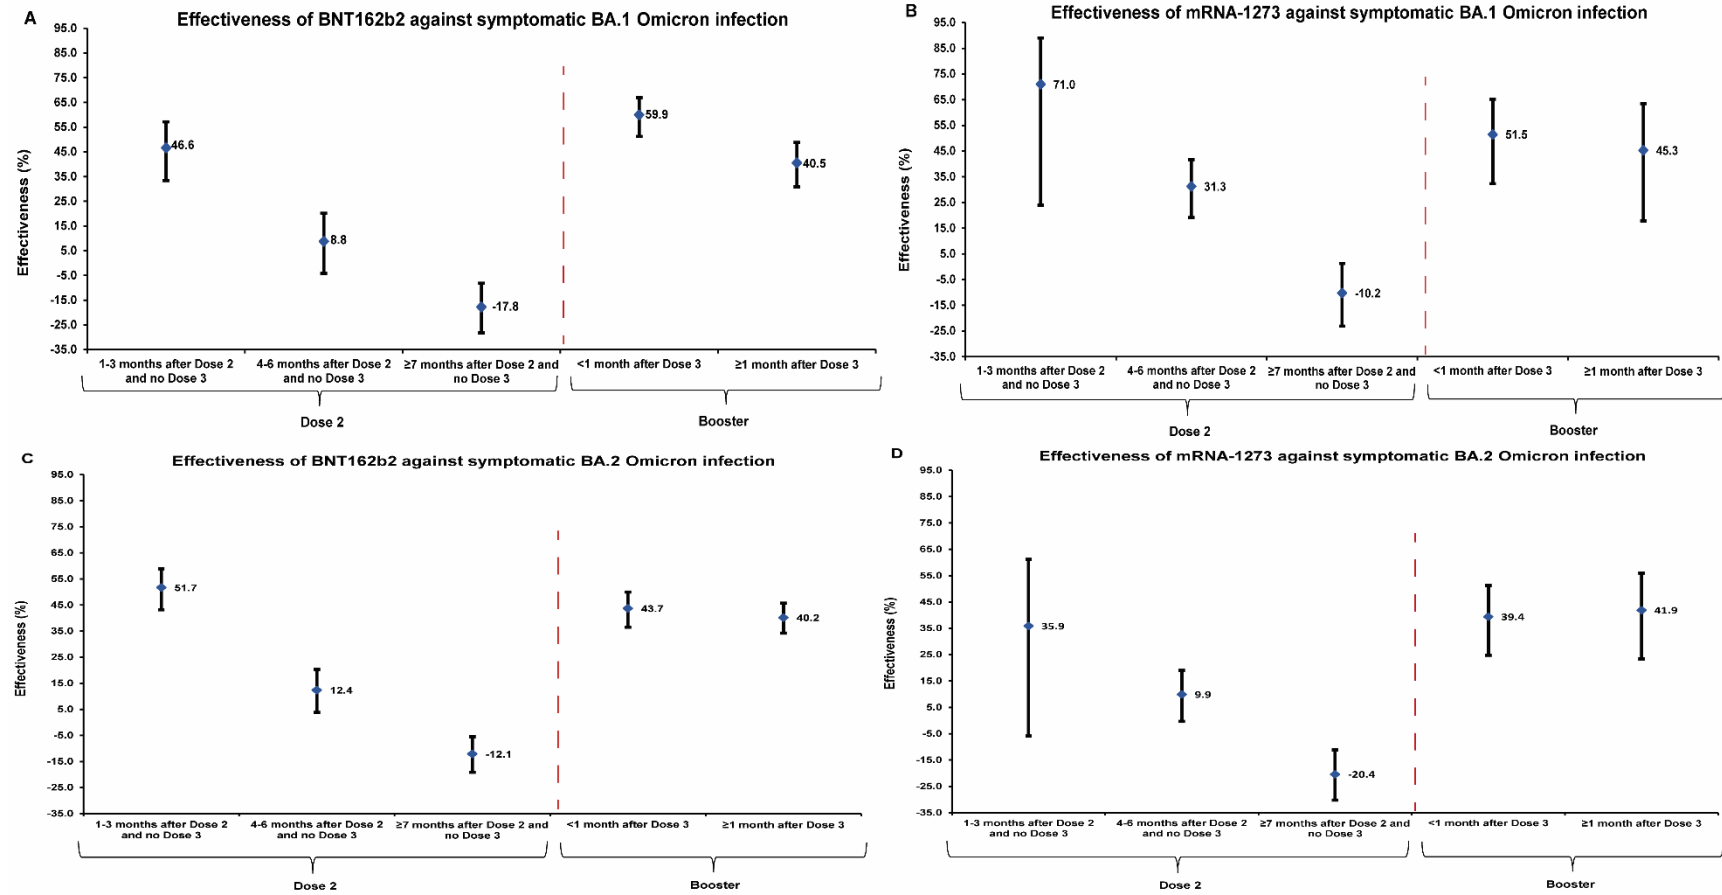 A
Effectiveness of BNT162b2 against symptomatic BA.1 Omicron infection
Effectiveness (%)
95.0
85.0
75.0
65.0
55.0
45.0
35.0
25.0
15.0
5.0
-5.0
-15.0
-25.0
-35.0
46.6
8.8
-17.8
59.9
40.5
1-3 months after Dose 2
and no Dose 3
4-6 months after Dose 2
and no Dose 3
≥7 months after Dose 2 and
no Dose 3
<1 month after Dose 3
≥1 month after Dose 3
Dose 2
Booster
B
Effectiveness of mRNA-1273 against symptomatic BA.1 Omicron infection
Effectiveness (%)
95.0
85.0
75.0
65.0
55.0
45.0
35.0
25.0
15.0
5.0
-5.0
-15.0
-25.0
-35.0
71.0
31.3
-10.2
51.5
45.3
1-3 months after Dose 2
and no Dose 3
4-6 months after Dose 2
and no Dose 3
≥7 months after Dose 2 and
no Dose 3
<1 month after Dose 3
≥1 month after Dose 3
Dose 2
Booster
C
Effectiveness of BNT162b2 against symptomatic BA.2 Omicron infection
Effectiveness (%)
95.0
85.0
75.0
65.0
55.0
45.0
35.0
25.0
15.0
5.0
-5.0
-15.0
-25.0
-35.0
51.7
12.4
-12.1
43.7
40.2
1-3 months after Dose 2
and no Dose 3
4-6 months after Dose 2
and no Dose 3
≥7 months after Dose 2 and
no Dose 3
<1 month after Dose 3
≥1 month after Dose 3
Dose 2
Booster
D
Effectiveness of mRNA-1273 against symptomatic BA.2 Omicron infection
Effectiveness (%)
95.0
85.0
75.0
65.0
55.0
45.0
35.0
25.0
15.0
5.0
-5.0
-15.0
-25.0
-35.0
35.9
9.9
-20.4
39.4
41.9
1-3 months after Dose 2
and no Dose 3
4-6 months after Dose 2
and no Dose 3
≥7 months after Dose 2 and
no Dose 3
<1 month after Dose 3
≥1 month after Dose 3
Dose 2
Booster